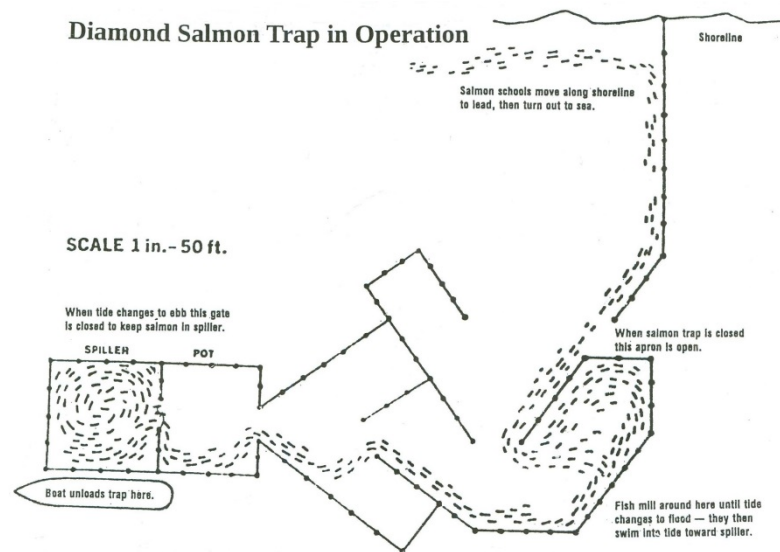 Diamond Salmon Trap in Operation
Shoreline
Salmon schools move along shoreline
to lead, then turn out to sea.
SCALE 1 in.– 50 ft.
When tide changes to ebb this gate
is closed to keep salmon in spiller.
SPILLER
POT
When salmon trap is closed
this apron is open.
Boat unloads trap here.
Fish mill around here until tide
changes to flood — they then
swim into tide toward spiller.